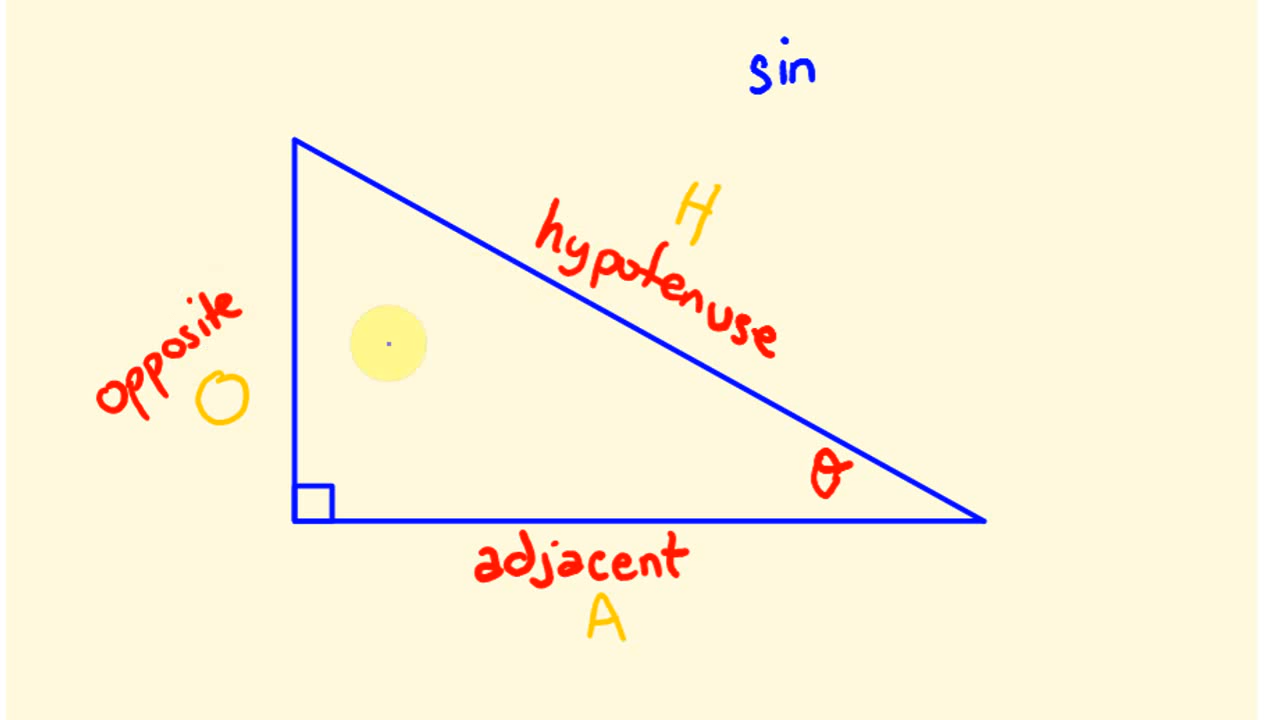 sin
H
hypotenuse
opposite
O
θ
adjacent
A